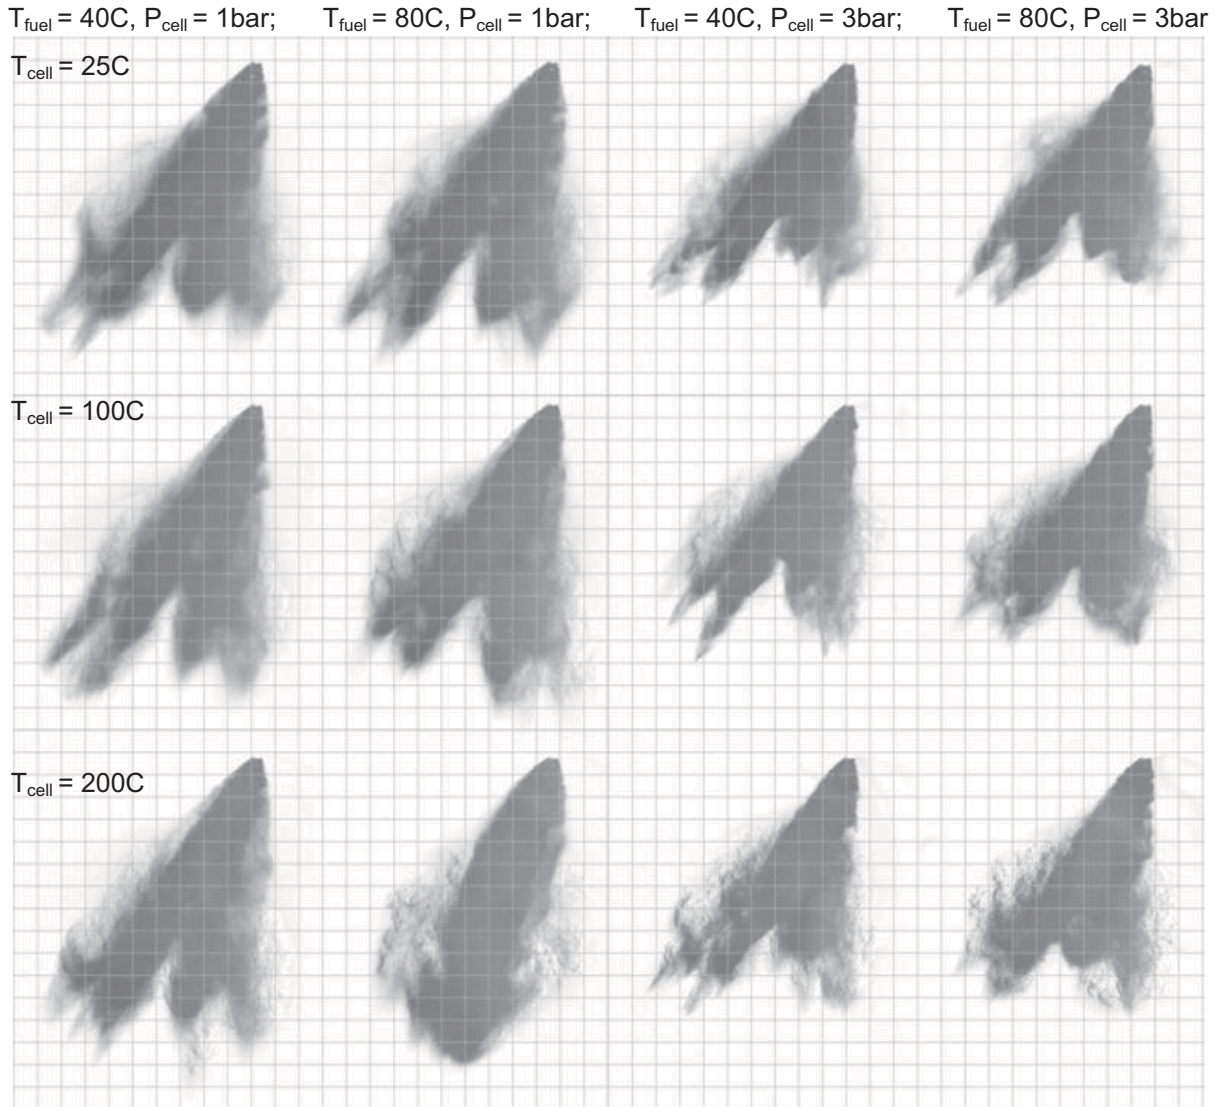 T_fuel = 40C, P_cell = 1bar; T_fuel = 80C, P_cell = 1bar; T_fuel = 40C, P_cell = 3bar; T_fuel = 80C, P_cell = 3bar
T_cell = 25C
T_cell = 100C
T_cell = 200C